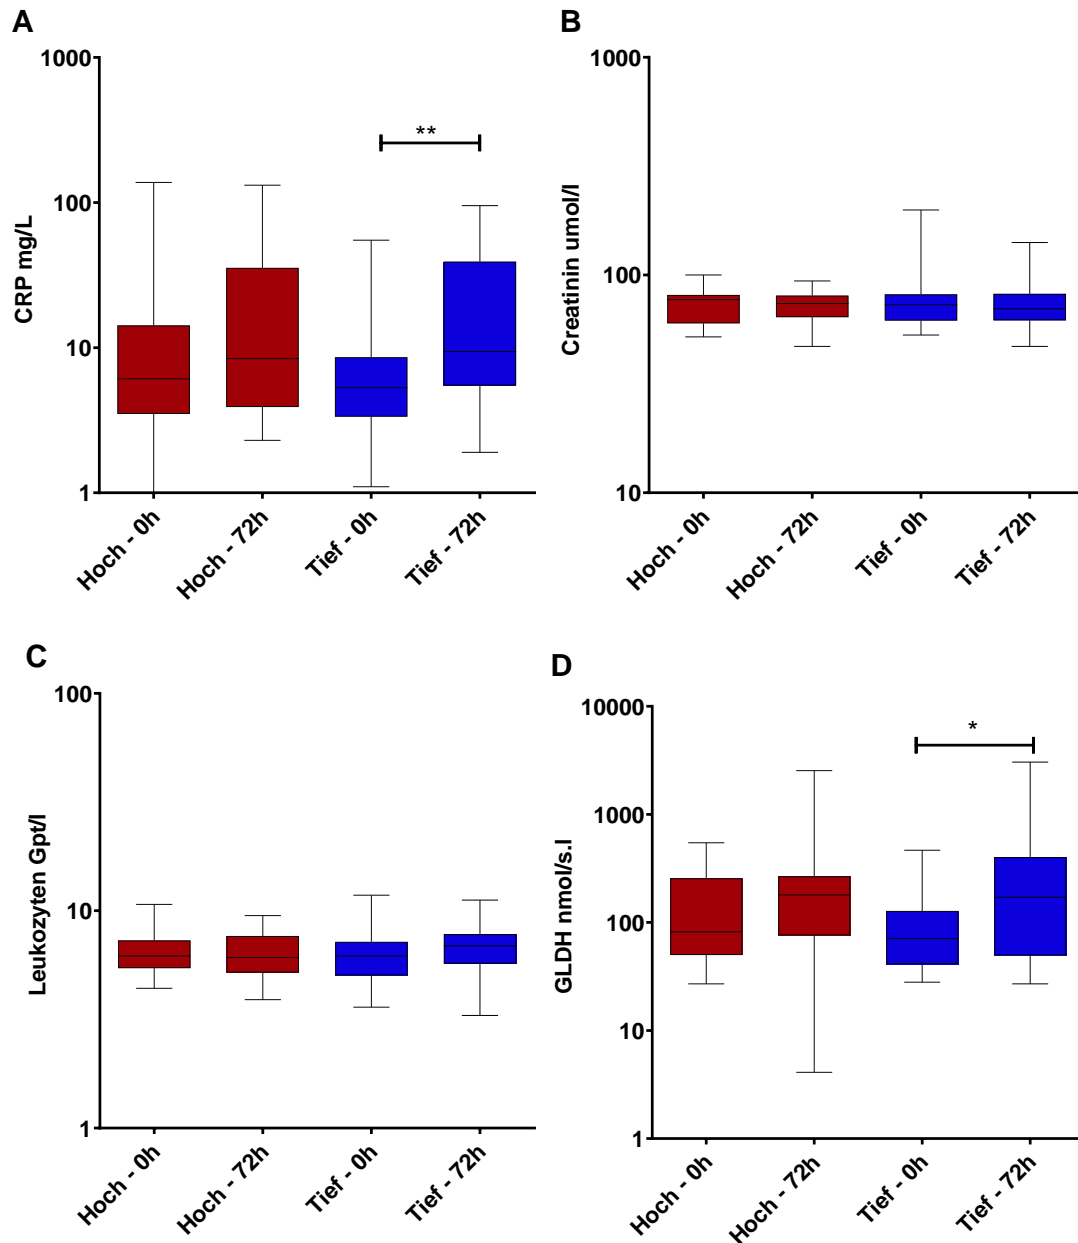 A
CRP mg/L
1000
100
10
1
**
Hoch - 0h
Hoch - 72h
Tief - 0h
Tief - 72h
B
Creatinin umol/l
1000
100
10
Hoch - 0h
Hoch - 72h
Tief - 0h
Tief - 72h
C
Leukozyten Gpt/l
100
10
1
Hoch - 0h
Hoch - 72h
Tief - 0h
Tief - 72h
D
GLDH nmol/s.l
10000
1000
100
10
1
*
Hoch - 0h
Hoch - 72h
Tief - 0h
Tief - 72h